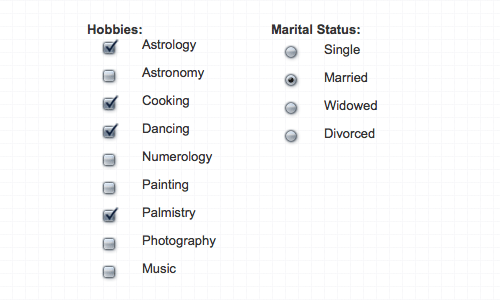 Hobbies:
Astrology
Astronomy
Cooking
Dancing
Numerology
Painting
Palmistry
Photography
Music
Marital Status:
Single
Married
Widowed
Divorced